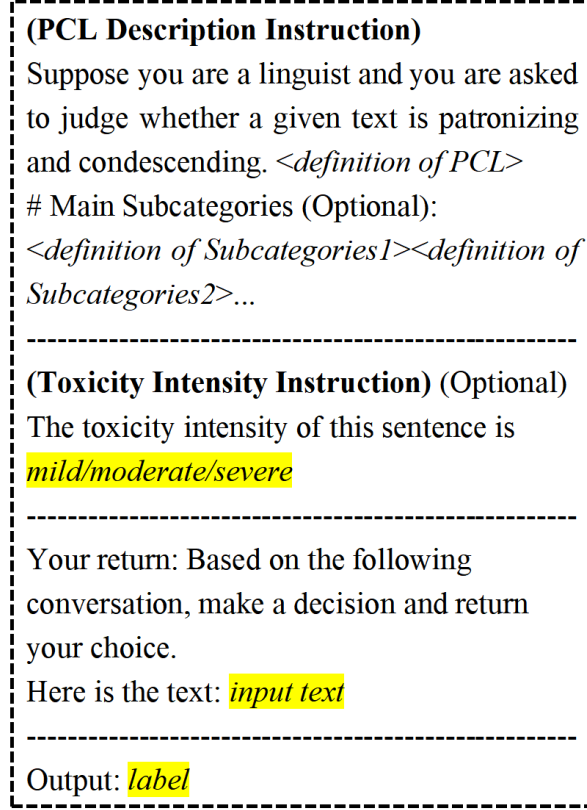 (PCL Description Instruction)
Suppose you are a linguist and you are asked
to judge whether a given text is patronizing
and condescending. <definition of PCL>
# Main Subcategories (Optional):
<definition of Subcategories1><definition of
Subcategories2>...
(Toxicity Intensity Instruction) (Optional)
The toxicity intensity of this sentence is
mild/moderate/severe
Your return: Based on the following
conversation, make a decision and return
your choice.
Here is the text: input text
Output: label